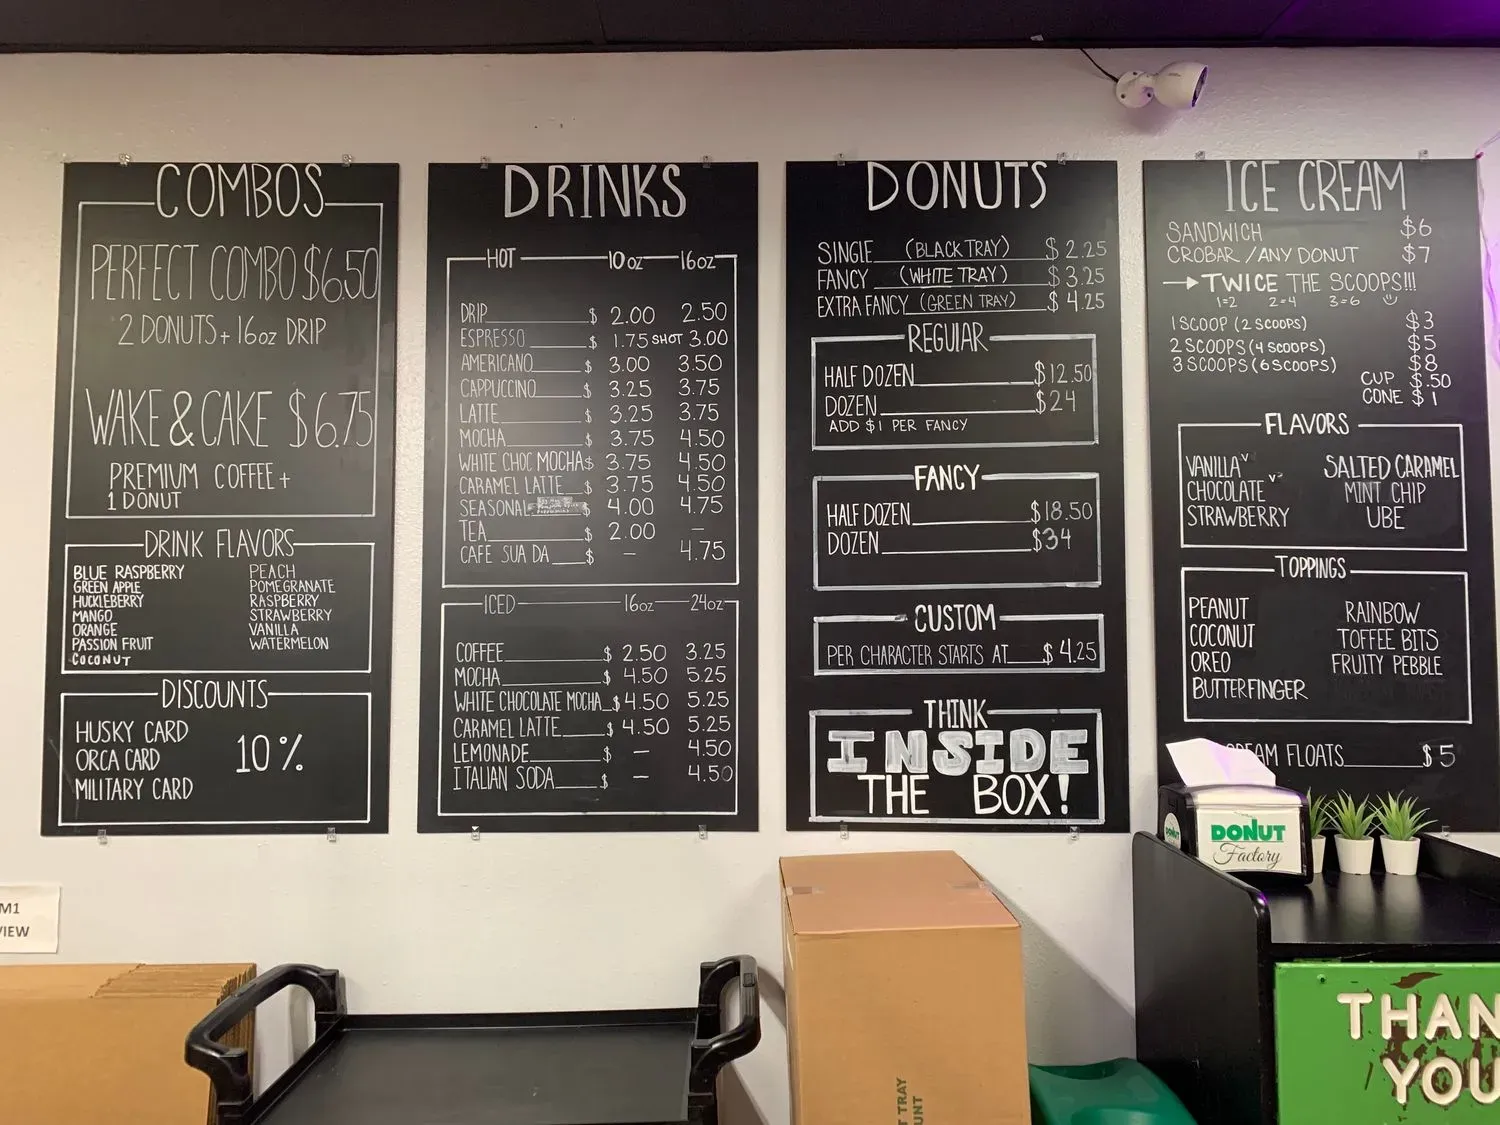 COMBOS
PERFECT COMBO $6.50
2 DONUTS + 16oz DRIP
WAKE & CAKE $6.75
PREMIUM COFFEE +
1 DONUT
DRINK FLAVORS
BLUE RASPBERRY PEACH
GREEN APPLE POMEGRANATE
HUCKLEBERRY RASPBERRY
MANGO STRAWBERRY
ORANGE VANILLA
PASSION FRUIT WATERMELON
COCONUT
DISCOUNTS
HUSKY CARD
ORCA CARD 10%
MILITARY CARD
DRINKS
HOT 10oz 16oz
DRIP $ 2.00 2.50
ESPRESSO $ 1.75 SHOT 3.00
AMERICANO $ 3.00 3.50
CAPPUCCINO $ 3.25 3.75
LATTE $ 3.25 3.75
MOCHA $ 3.75 4.50
WHITE CHOC MOCHA $ 3.75 4.50
CARAMEL LATTE $ 3.75 4.50
SEASONAL $ 4.00 4.75
TEA $ 2.00 —
CAFE SUA DA $ — 4.75
ICED 16oz 24oz
COFFEE $ 2.50 3.25
MOCHA $ 4.50 5.25
WHITE CHOCOLATE MOCHA $ 4.50 5.25
CARAMEL LATTE $ 4.50 5.25
LEMONADE $ — 4.50
ITALIAN SODA $ — 4.50
DONUTS
SINGLE (BLACK TRAY) $ 2.25
FANCY (WHITE TRAY) $ 3.25
EXTRA FANCY (GREEN TRAY) $ 4.25
REGULAR
HALF DOZEN $12.50
DOZEN $24
ADD $1 PER FANCY
FANCY
HALF DOZEN $18.50
DOZEN $34
CUSTOM
PER CHARACTER STARTS AT $4.25
THINK
INSIDE
THE BOX!
ICE CREAM
SANDWICH $6
CROBAR / ANY DONUT $7
→ TWICE THE SCOOPS!!!
1=2 2=4 3=6
1 SCOOP (2 SCOOPS) $3
2 SCOOPS (4 SCOOPS) $5
3 SCOOPS (6 SCOOPS) $8
CUP $.50
CONE $1
FLAVORS
VANILLA SALTED CARAMEL
CHOCOLATE MINT CHIP
STRAWBERRY UBE
TOPPINGS
PEANUT RAINBOW
COCONUT TOFFEE BITS
OREO FRUITY PEBBLE
BUTTERFINGER
FLOATS $5
DONUT
Factory
THAN
YOU
M1
VIEW
TRAY